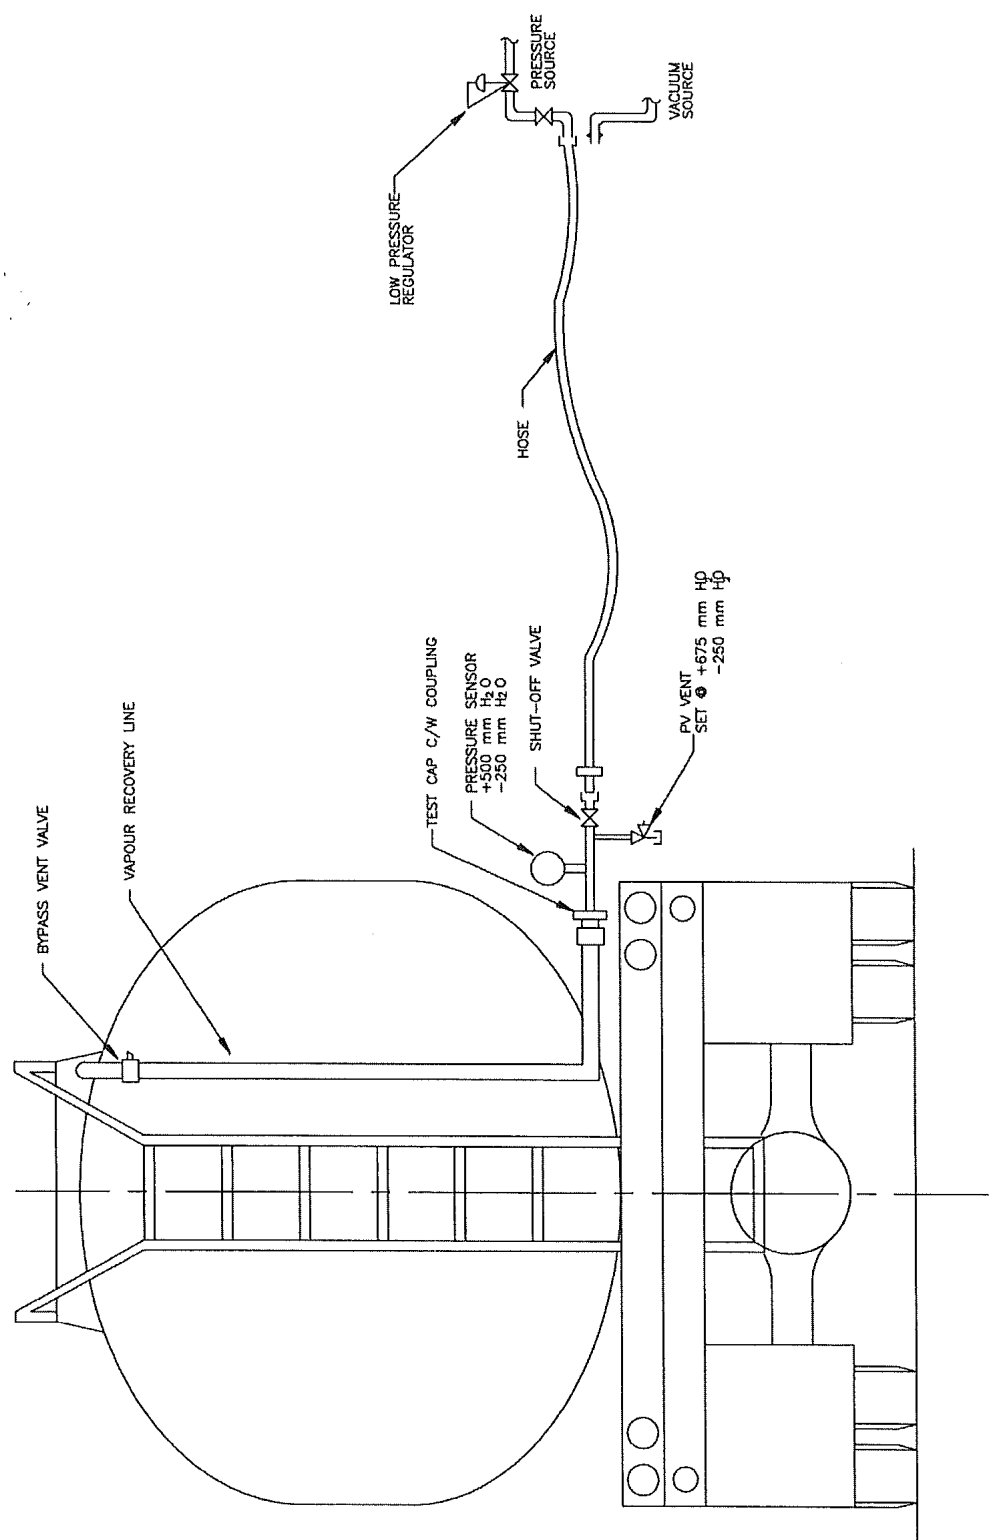 BYPASS VENT VALVE
VAPOUR RECOVERY LINE
TEST CAP C/W COUPLING
PRESSURE SENSOR
+500 mm H2O
-250 mm H2O
SHUT-OFF VALVE
PV VENT
SET @ +675 mm H2O
-250 mm H2O
HOSE
LOW PRESSURE
REGULATOR
PRESSURE
SOURCE
VACUUM
SOURCE